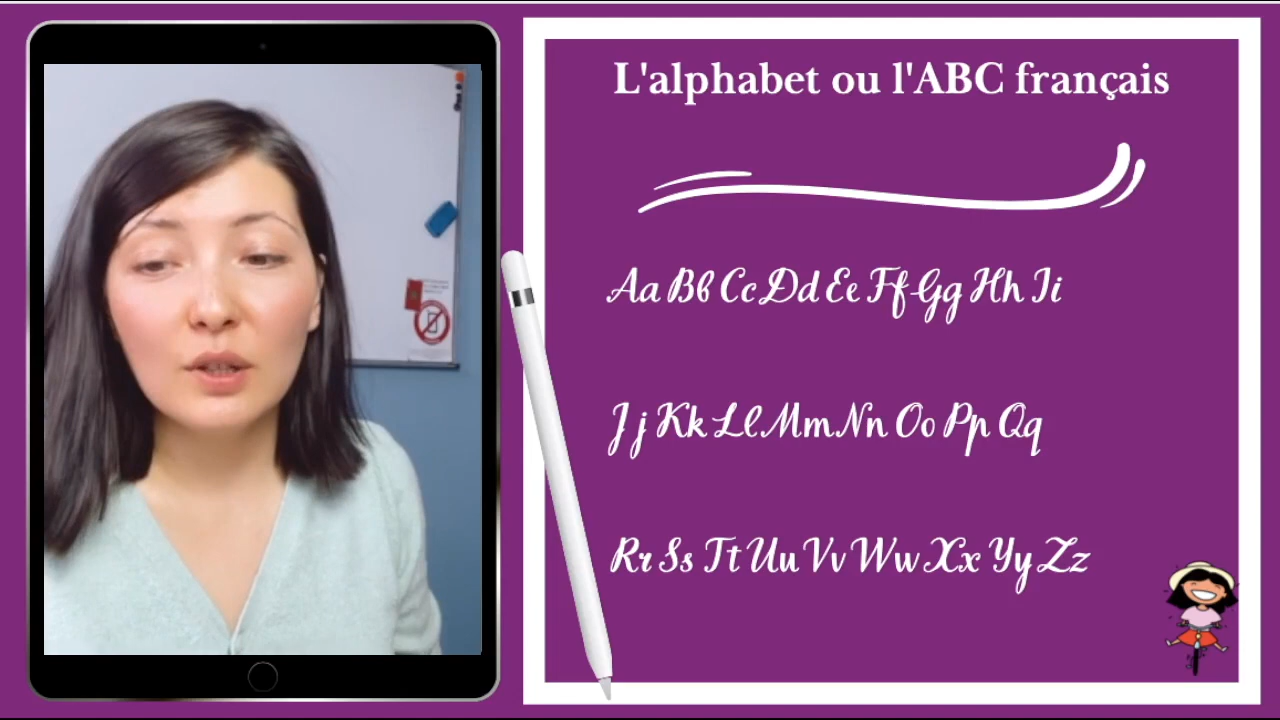 L'alphabet ou l'ABC français
Aa Bb Cc Dd Ee Ff Gg Hh Ii
Jj Kk Ll Mm Nn Oo Pp Qq
Rr Ss Tt Uu Vv Ww Xx Yy Zz